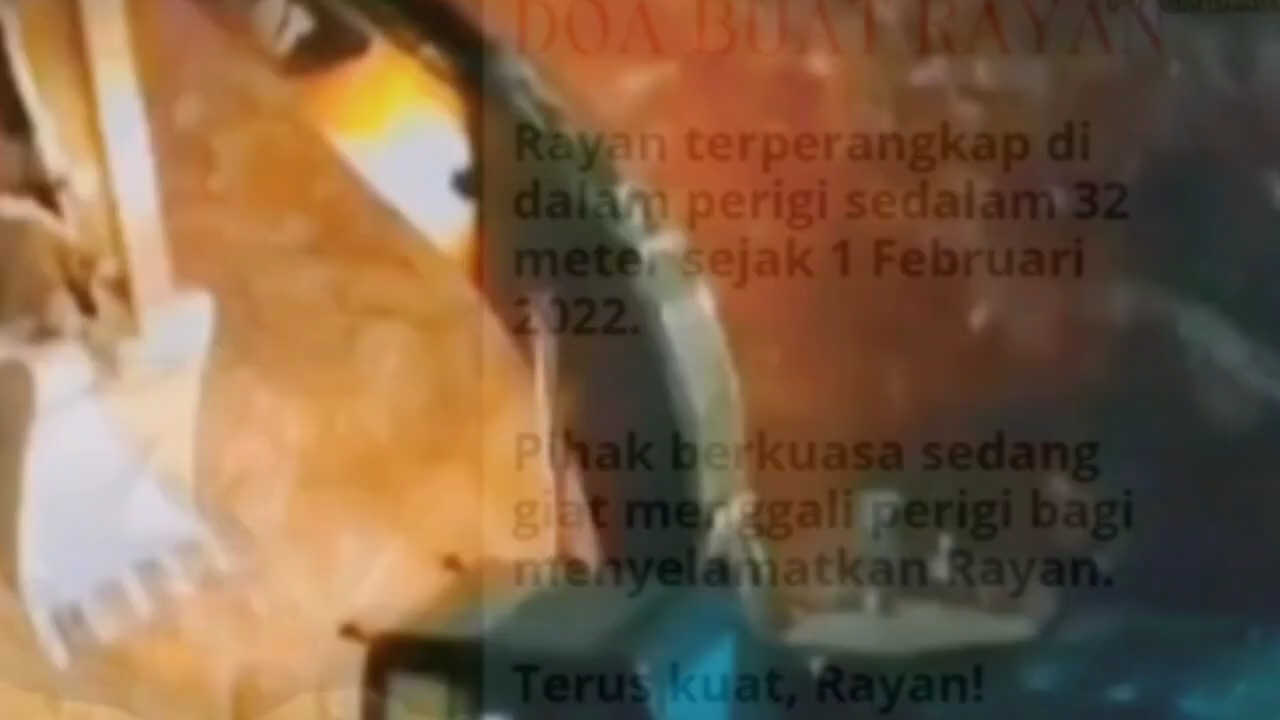 DOA BUAT RAYAN
Rayan terperangkap di
dalam perigi sedalam 32
meter sejak 1 Februari
2022.
Pihak berkuasa sedang
giat menggali perigi bagi
menyelamatkan Rayan.
Terus kuat, Rayan!